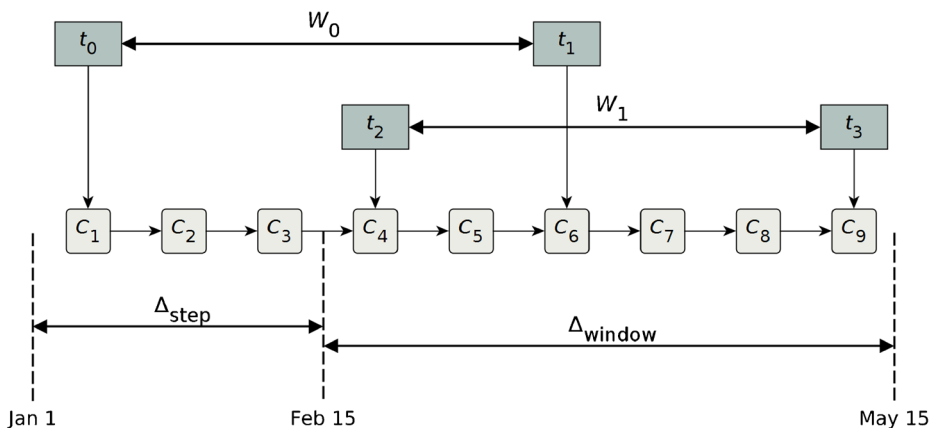 W₀
t₀
t₁
W₁
t₂
t₃
C₁
C₂
C₃
C₄
C₅
C₆
C₇
C₈
C₉
Δstep
Δwindow
Jan 1
Feb 15
May 15